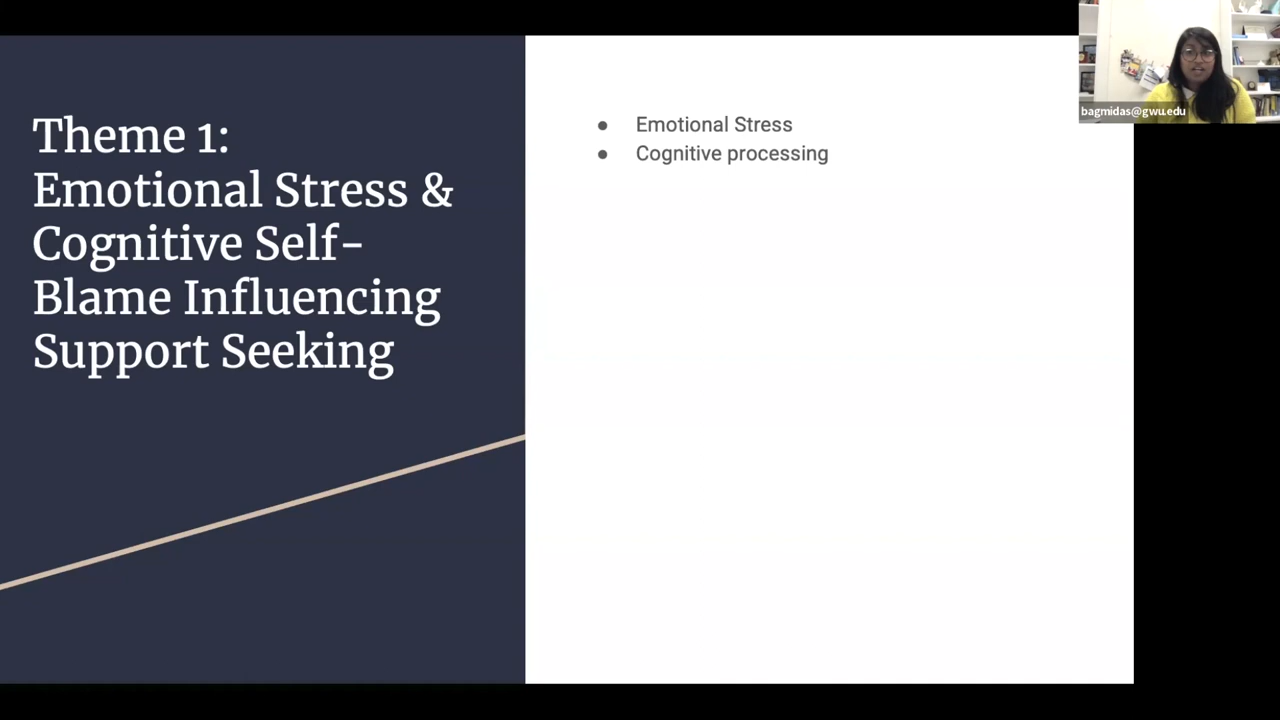 Theme 1:
Emotional Stress &
Cognitive Self-
Blame Influencing
Support Seeking
● Emotional Stress
● Cognitive processing
bagmidas@gwu.edu